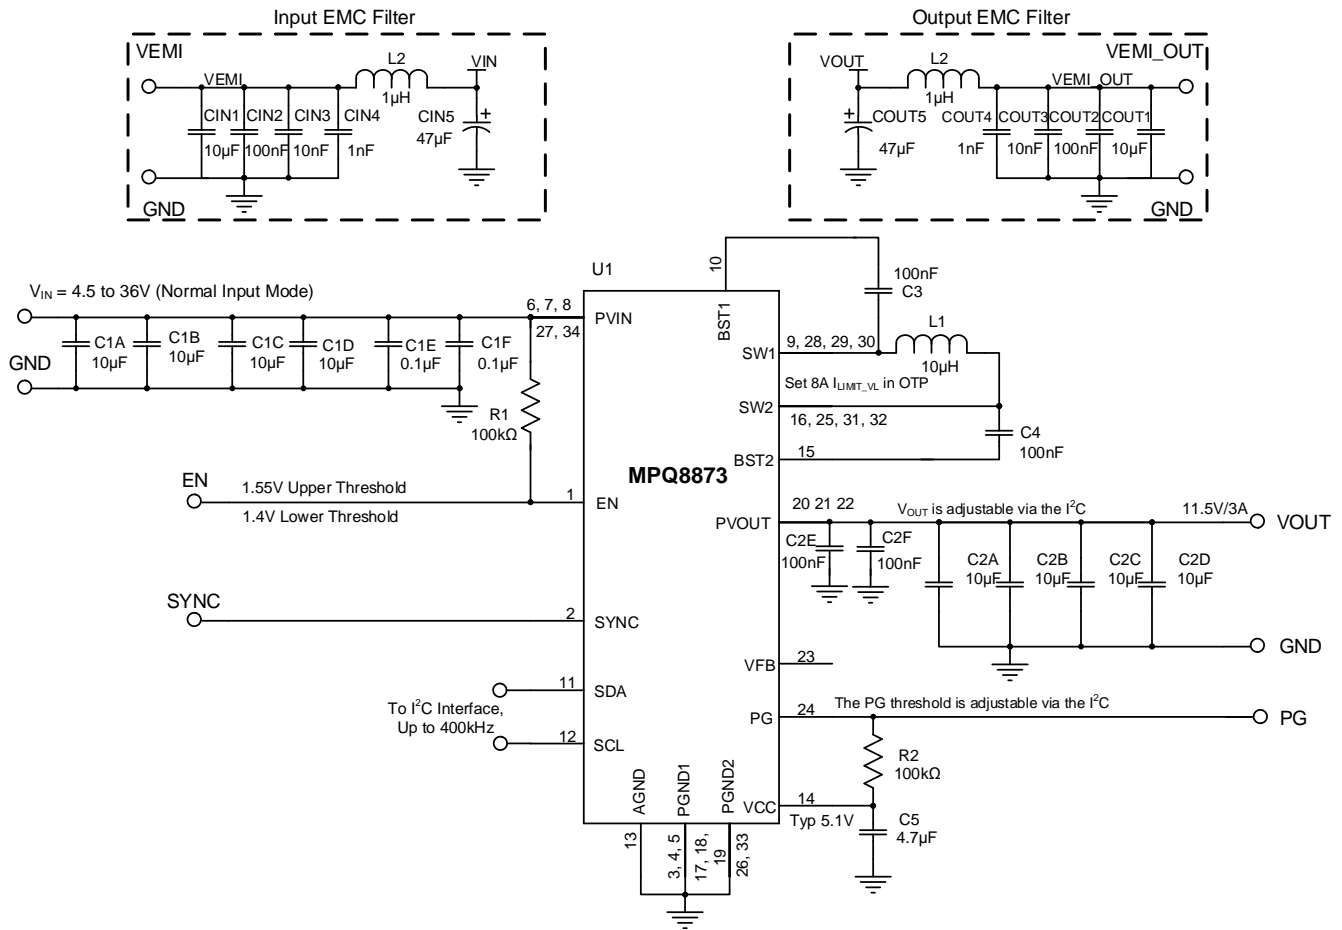 Input EMC Filter
VEMI
VEMI
L2
1µH
VIN
CIN1
10µF
CIN2
100nF
CIN3
10nF
CIN4
1nF
CIN5
47µF
+
GND
Output EMC Filter
VOUT
L2
1µH
VEMI_OUT
VEMI_OUT
+
COUT5
47µF
COUT4
1nF
COUT3
10nF
COUT2
100nF
COUT1
10µF
GND
V_IN = 4.5 to 36V (Normal Input Mode)
GND
C1A
10µF
C1B
10µF
C1C
10µF
C1D
10µF
C1E
0.1µF
C1F
0.1µF
6, 7, 8
27, 34
R1
100kΩ
EN
1.55V Upper Threshold
1.4V Lower Threshold
1
SYNC
2
To I²C Interface,
Up to 400kHz
11
12
U1
PVIN
EN
SYNC
SDA
SCL
MPQ8873
BST1
SW1
SW2
BST2
PVOUT
VFB
PG
VCC
AGND
PGND1
PGND2
10
100nF
C3
9, 28, 29, 30
L1
10µH
Set 8A I_LIMIT_VL in OTP
16, 25, 31, 32
C4
100nF
15
20 21 22
V_OUT is adjustable via the I²C
11.5V/3A
VOUT
C2E
100nF
C2F
100nF
C2A
10µF
C2B
10µF
C2C
10µF
C2D
10µF
GND
23
24
The PG threshold is adjustable via the I²C
PG
R2
100kΩ
14
Typ 5.1V
C5
4.7µF
13
3, 4, 5
17, 18,
19
26, 33